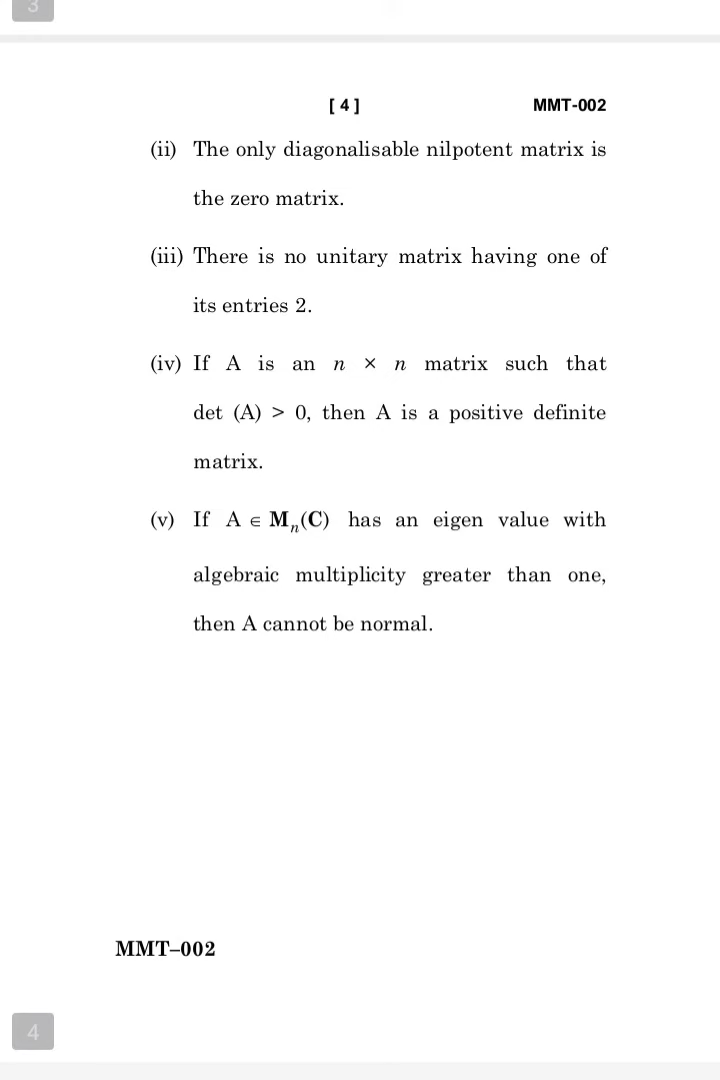 3
[ 4 ] MMT-002
(ii) The only diagonalisable nilpotent matrix is
the zero matrix.
(iii) There is no unitary matrix having one of
its entries 2.
(iv) If A is an n × n matrix such that
det (A) > 0, then A is a positive definite
matrix.
(v) If A ∈ Mₙ(C) has an eigen value with
algebraic multiplicity greater than one,
then A cannot be normal.
MMT–002
4